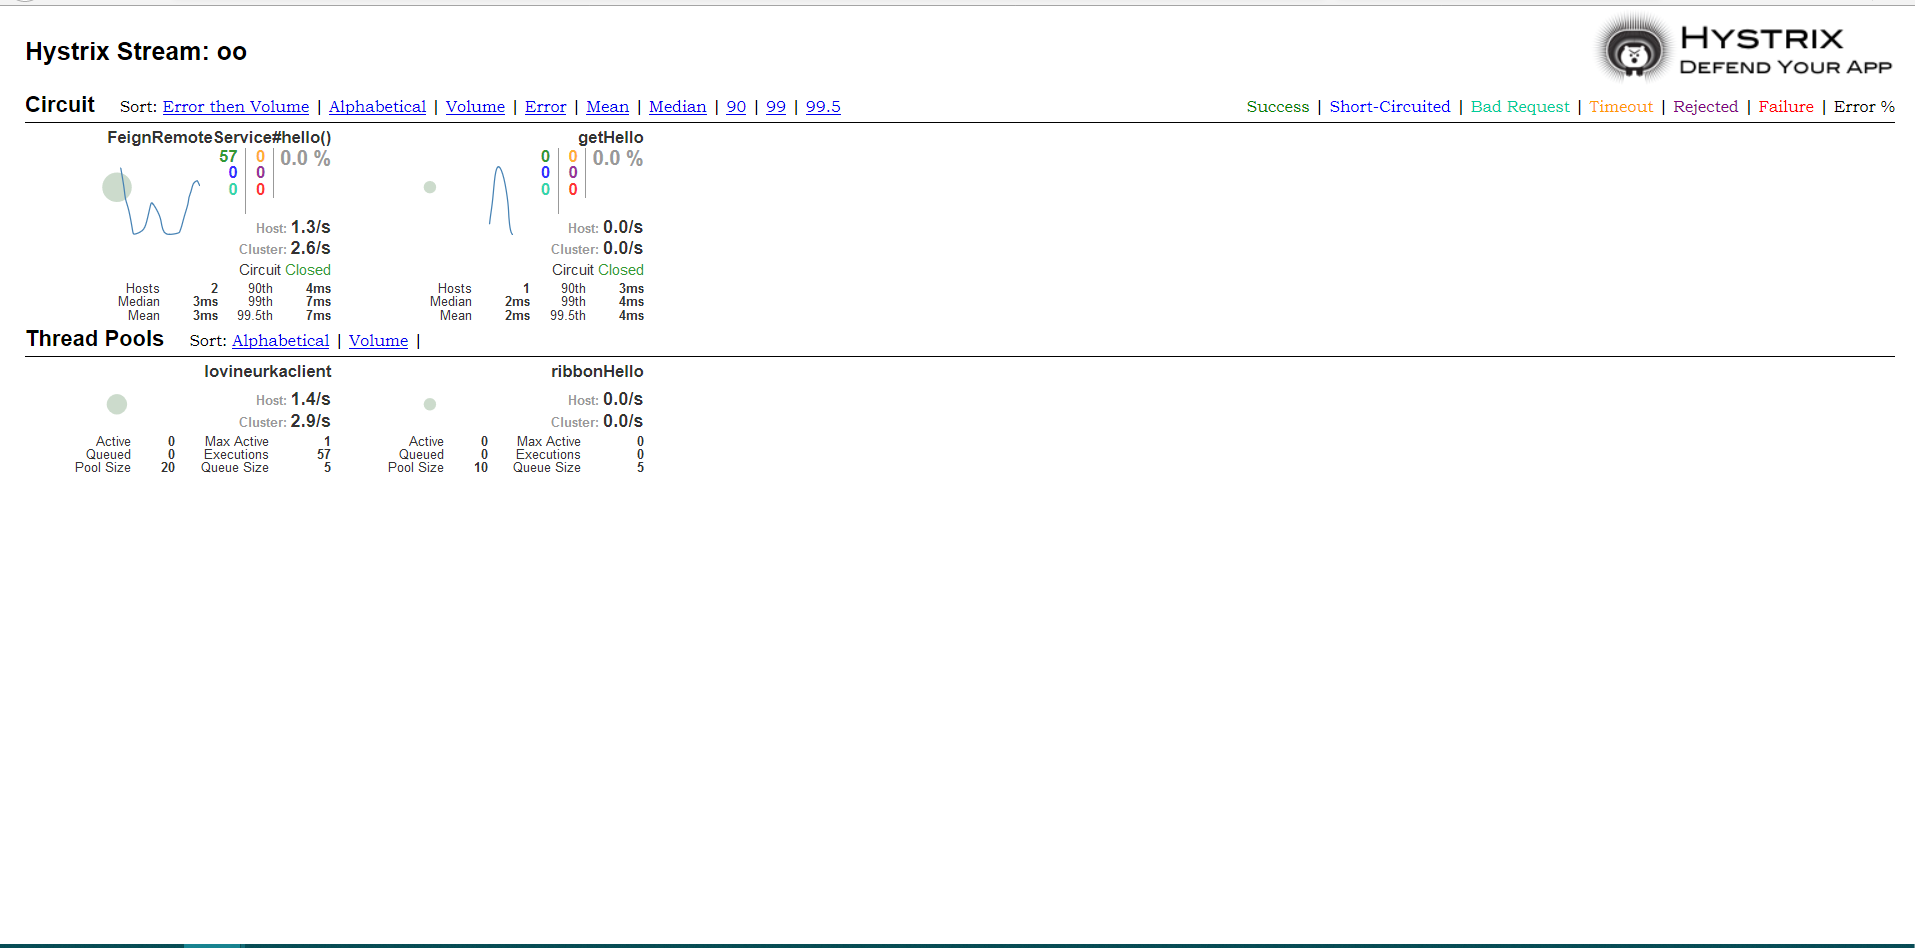 Hystrix Stream: oo
HYSTRIX
DEFEND YOUR APP
Circuit Sort: Error then Volume | Alphabetical | Volume | Error | Mean | Median | 90 | 99 | 99.5
Success | Short-Circuited | Bad Request | Timeout | Rejected | Failure | Error %
FeignRemoteService#hello()
57 0 0.0 %
0 0
0 0
Host: 1.3/s
Cluster: 2.6/s
Circuit Closed
Hosts 2 90th 4ms
Median 3ms 99th 7ms
Mean 3ms 99.5th 7ms
getHello
0 0 0.0 %
0 0
0 0
Host: 0.0/s
Cluster: 0.0/s
Circuit Closed
Hosts 1 90th 3ms
Median 2ms 99th 4ms
Mean 2ms 99.5th 4ms
Thread Pools Sort: Alphabetical | Volume |
lovineurkaclient
Host: 1.4/s
Cluster: 2.9/s
Active 0 Max Active 1
Queued 0 Executions 57
Pool Size 20 Queue Size 5
ribbonHello
Host: 0.0/s
Cluster: 0.0/s
Active 0 Max Active 0
Queued 0 Executions 0
Pool Size 10 Queue Size 5